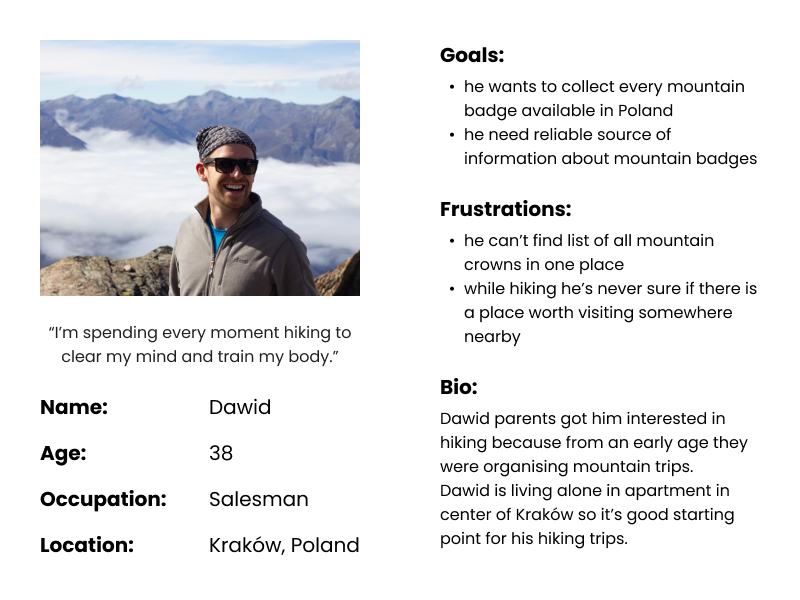 “I’m spending every moment hiking to
clear my mind and train my body.”
Name: Dawid
Age: 38
Occupation: Salesman
Location: Kraków, Poland
Goals:
• he wants to collect every mountain
badge available in Poland
• he need reliable source of
information about mountain badges
Frustrations:
• he can’t find list of all mountain
crowns in one place
• while hiking he’s never sure if there is
a place worth visiting somewhere
nearby
Bio:
Dawid parents got him interested in
hiking because from an early age they
were organising mountain trips.
Dawid is living alone in apartment in
center of Kraków so it’s good starting
point for his hiking trips.